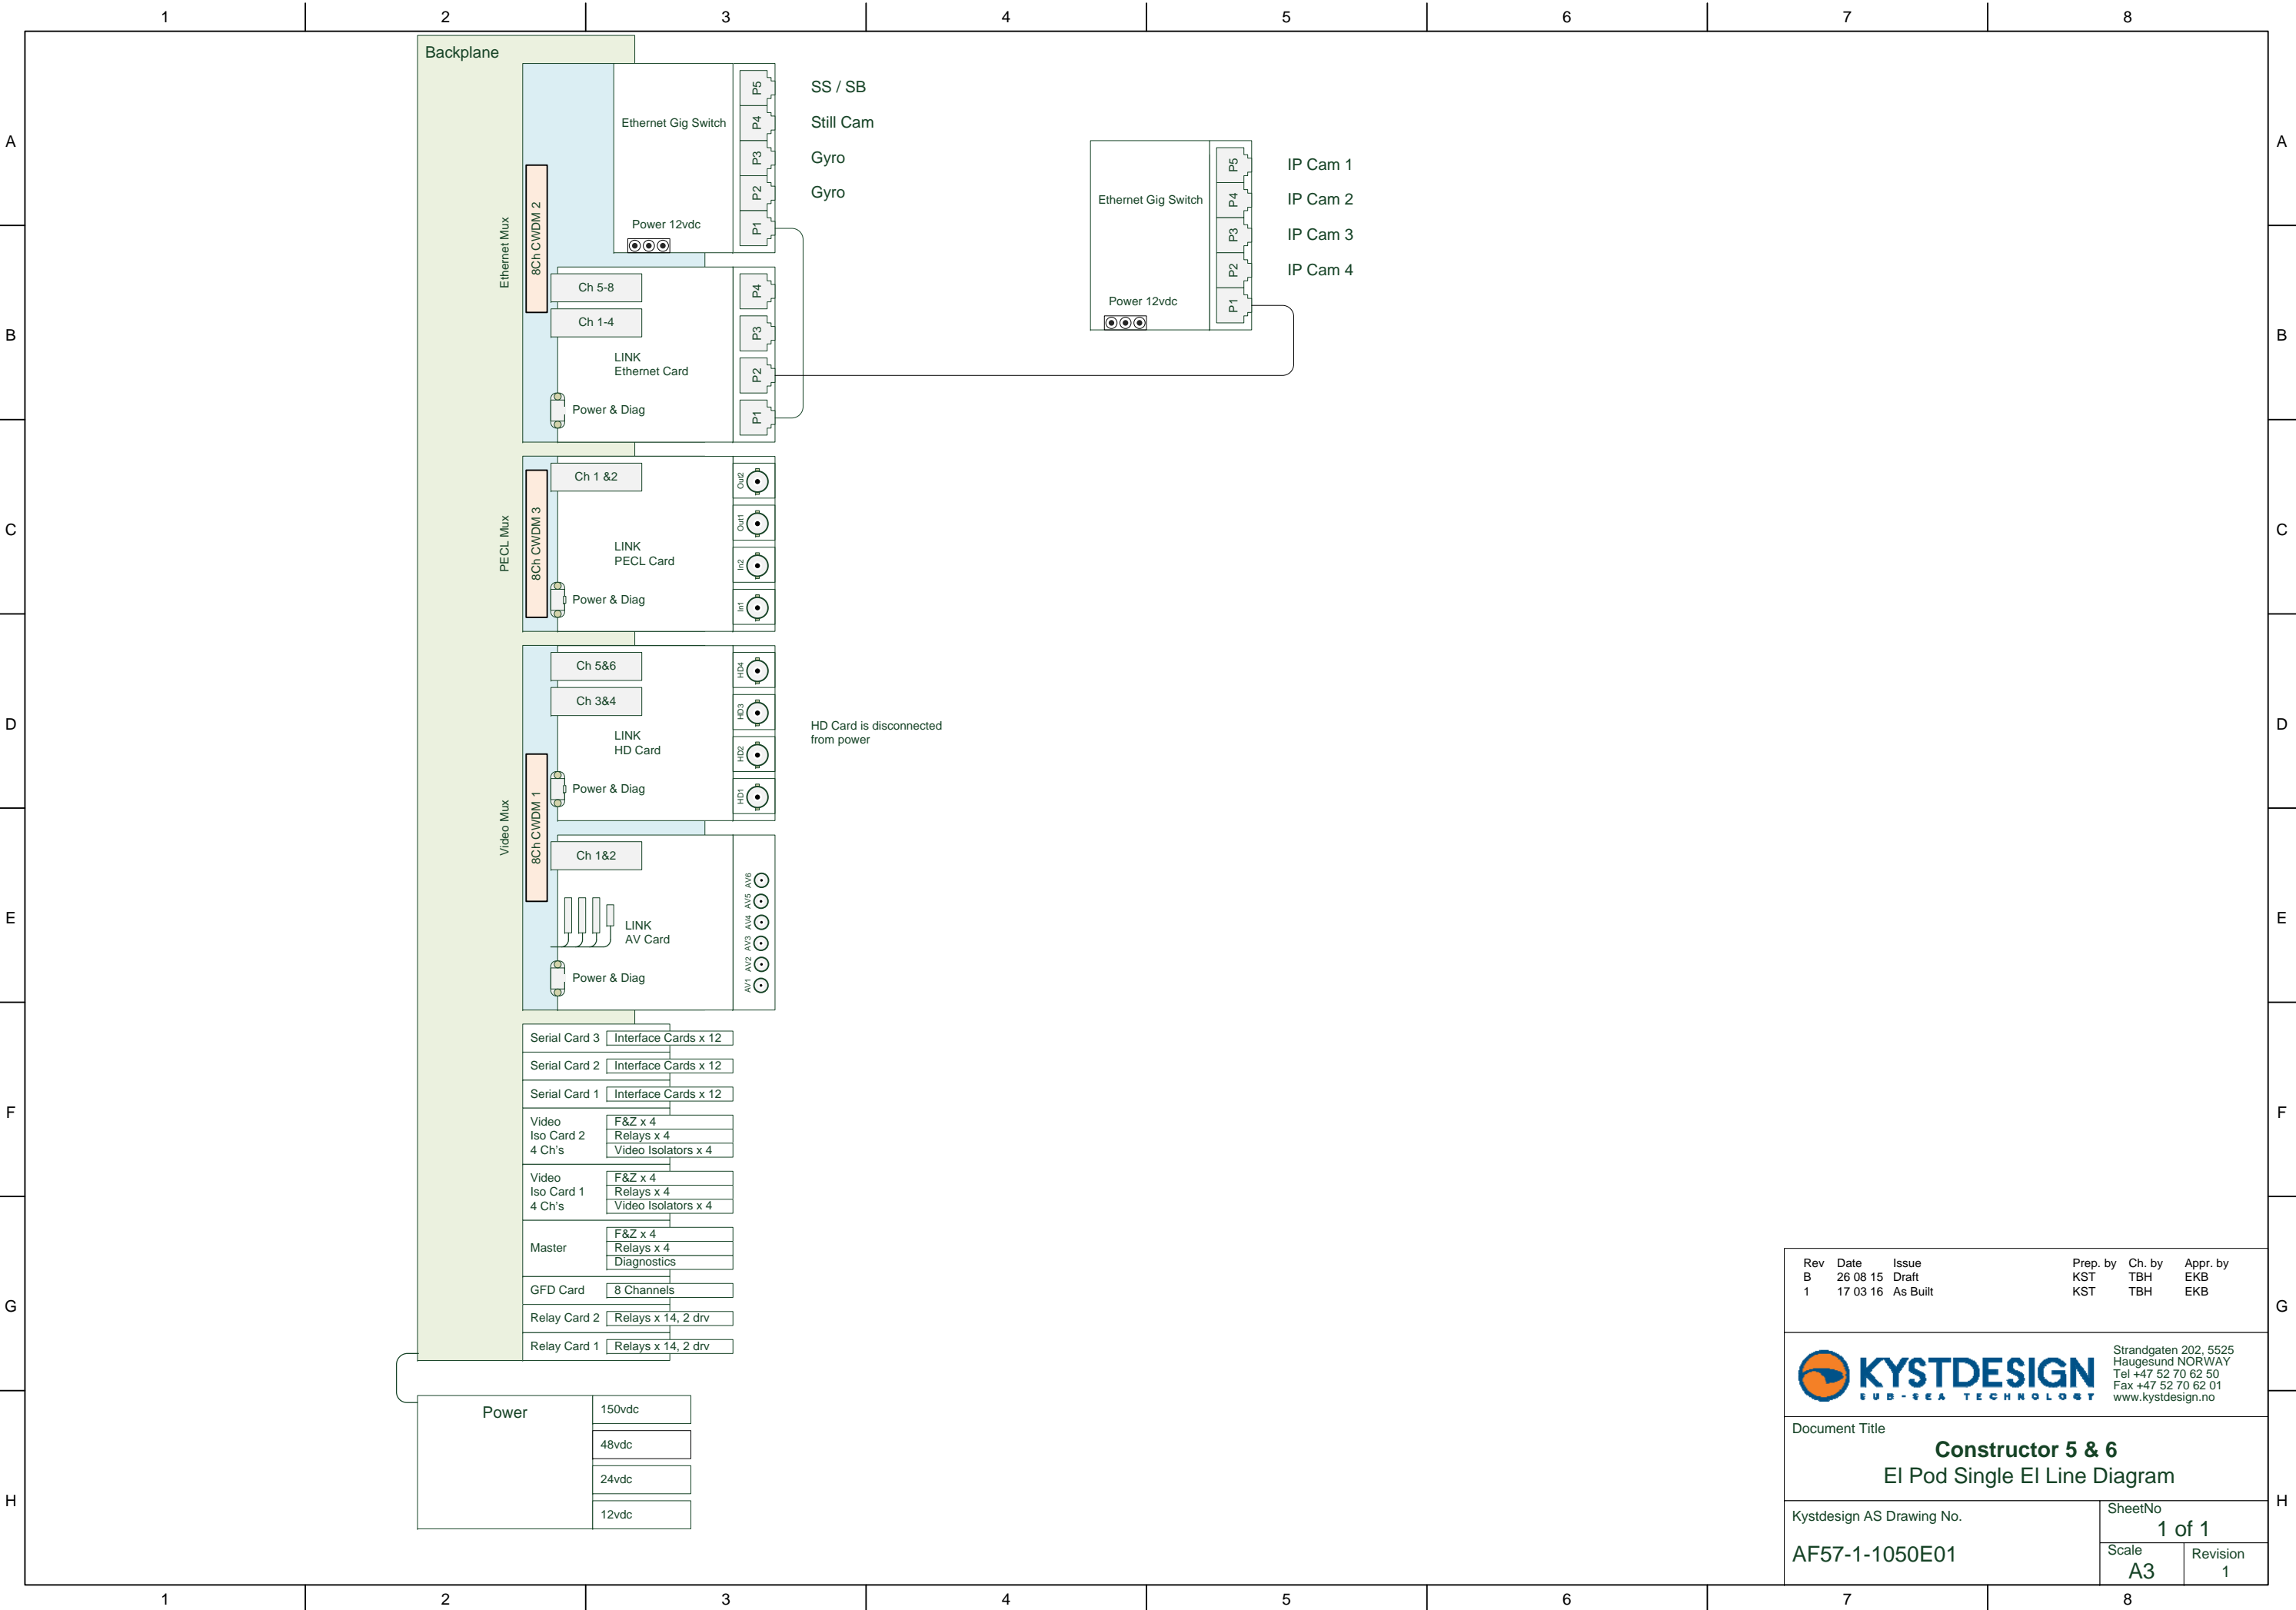 1 2 3 4 5 6 7 8
A
B
C
D
E
F
G
H
A
B
C
D
E
F
G
H
1 2 3 4 5 6 7 8
Backplane
Ethernet Mux
8Ch CWDM 2
Ethernet Gig Switch
Power 12vdc
P5
P4
P3
P2
P1
SS / SB
Still Cam
Gyro
Gyro
Ch 5-8
Ch 1-4
LINK
Ethernet Card
Power & Diag
P4
P3
P2
P1
Ethernet Gig Switch
Power 12vdc
P5
P4
P3
P2
P1
IP Cam 1
IP Cam 2
IP Cam 3
IP Cam 4
PECL Mux
8Ch CWDM 3
Ch 1 &2
LINK
PECL Card
Power & Diag
Out2
Out1
In2
In1
Video Mux
8Ch CWDM 1
Ch 5&6
Ch 3&4
LINK
HD Card
Power & Diag
HD4
HD3
HD2
HD1
HD Card is disconnected
from power
Ch 1&2
LINK
AV Card
Power & Diag
AV6
AV5
AV4
AV3
AV2
AV1
Serial Card 3 Interface Cards x 12
Serial Card 2 Interface Cards x 12
Serial Card 1 Interface Cards x 12
Video F&Z x 4
Iso Card 2 Relays x 4
4 Ch's Video Isolators x 4
Video F&Z x 4
Iso Card 1 Relays x 4
4 Ch's Video Isolators x 4
F&Z x 4
Master Relays x 4
Diagnostics
GFD Card 8 Channels
Relay Card 2 Relays x 14, 2 drv
Relay Card 1 Relays x 14, 2 drv
Power
150vdc
48vdc
24vdc
12vdc
Rev Date Issue Prep. by Ch. by Appr. by
B 26 08 15 Draft KST TBH EKB
1 17 03 16 As Built KST TBH EKB
KYSTDESIGN
SUB-SEA TECHNOLOGY
Strandgaten 202, 5525
Haugesund NORWAY
Tel +47 52 70 62 50
Fax +47 52 70 62 01
www.kystdesign.no
Document Title
Constructor 5 & 6
El Pod Single El Line Diagram
Kystdesign AS Drawing No.
AF57-1-1050E01
SheetNo
1 of 1
Scale
A3
Revision
1